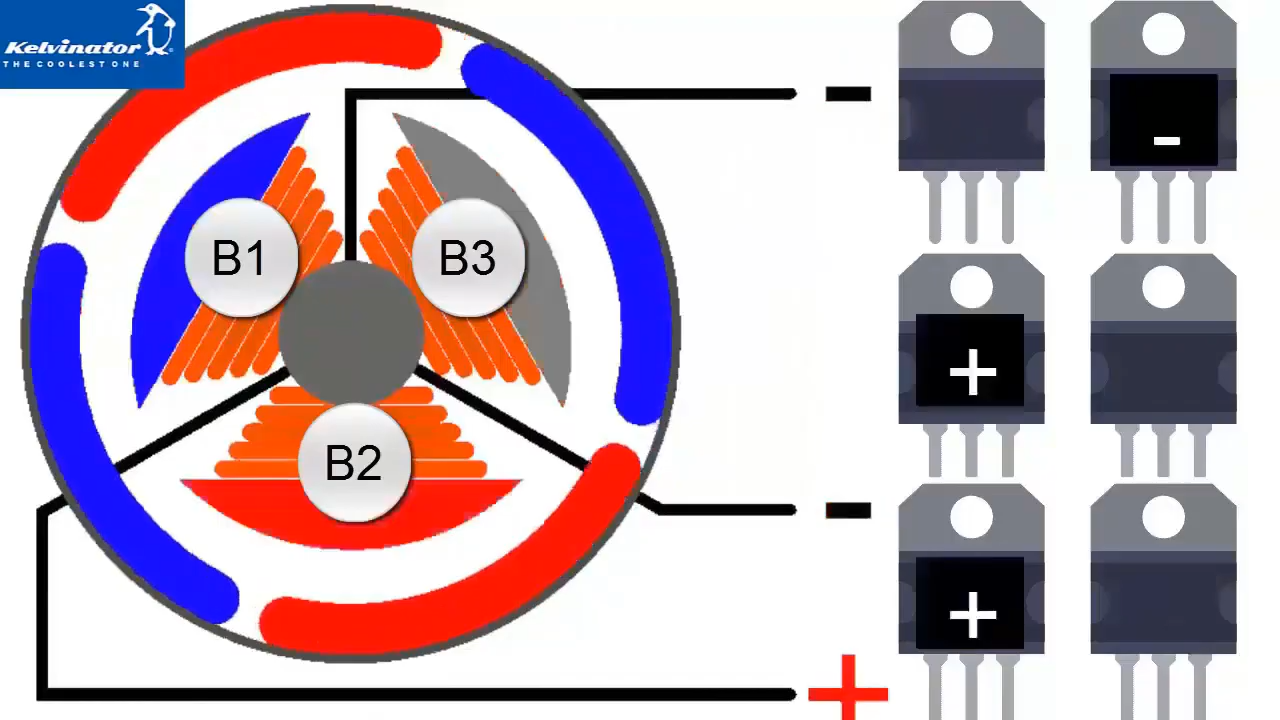 Kelvinator
THE COOLEST ONE
B1
B3
B2
-
-
+
-
+
+